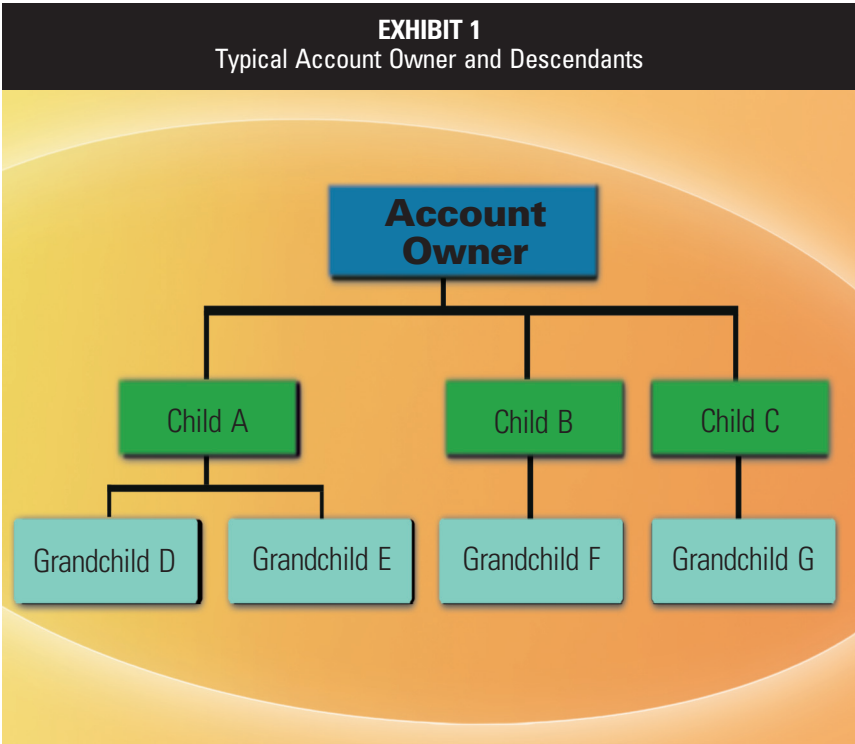 EXHIBIT 1
Typical Account Owner and Descendants
Account
Owner
Child A
Child B
Child C
Grandchild D
Grandchild E
Grandchild F
Grandchild G